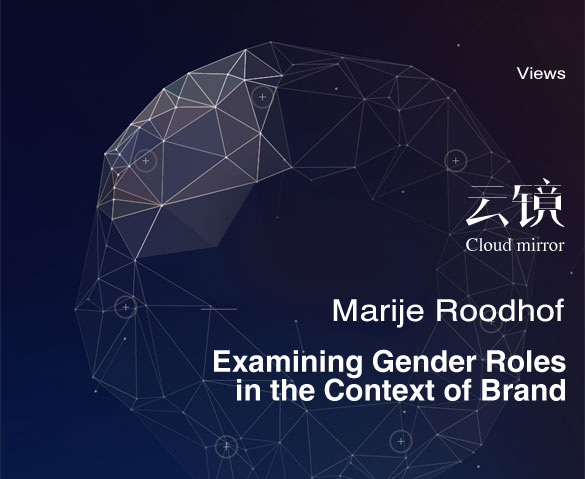 Views
云镜
Cloud mirror
Marije Roodhof
Examining Gender Roles
in the Context of Brand